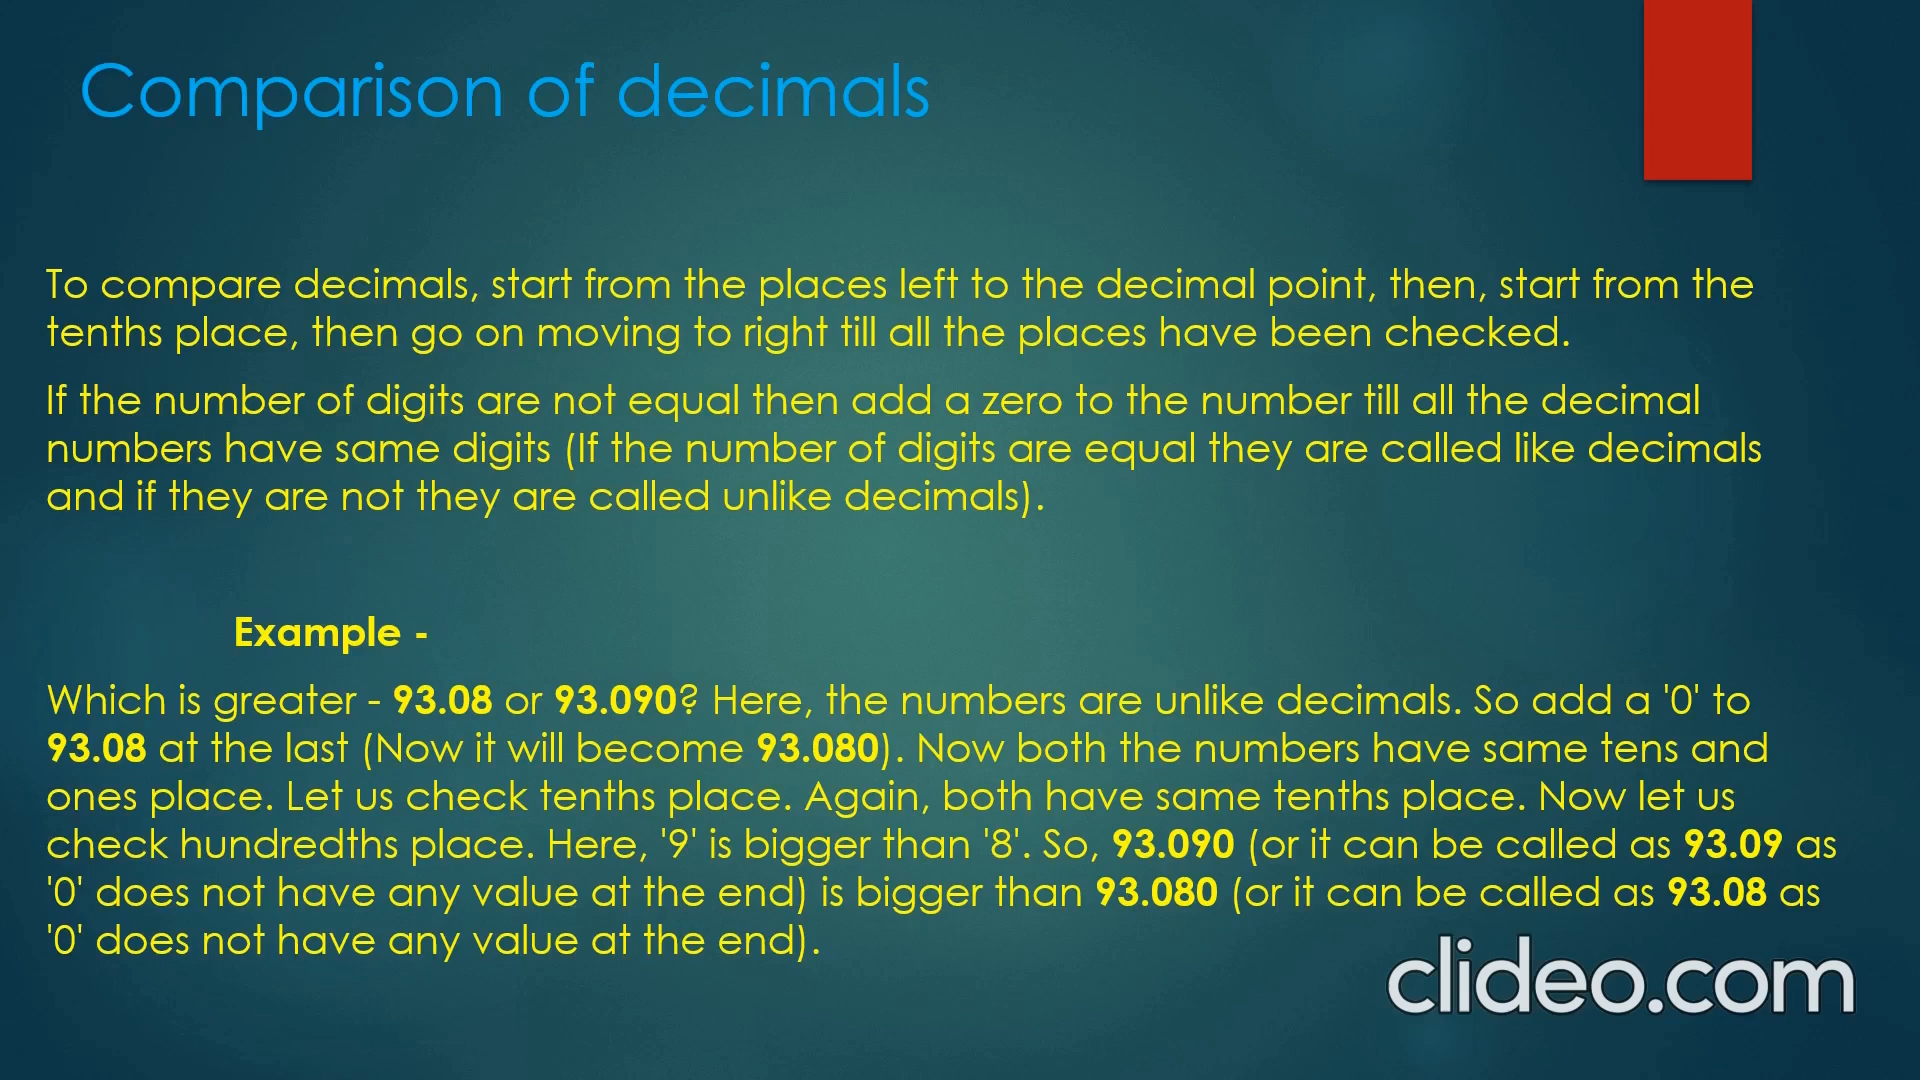 Comparison of decimals
To compare decimals, start from the places left to the decimal point, then, start from the
tenths place, then go on moving to right till all the places have been checked.
If the number of digits are not equal then add a zero to the number till all the decimal
numbers have same digits (If the number of digits are equal they are called like decimals
and if they are not they are called unlike decimals).
Example -
Which is greater - 93.08 or 93.090? Here, the numbers are unlike decimals. So add a '0' to
93.08 at the last (Now it will become 93.080). Now both the numbers have same tens and
ones place. Let us check tenths place. Again, both have same tenths place. Now let us
check hundredths place. Here, '9' is bigger than '8'. So, 93.090 (or it can be called as 93.09 as
'0' does not have any value at the end) is bigger than 93.080 (or it can be called as 93.08 as
'0' does not have any value at the end).
clideo.com